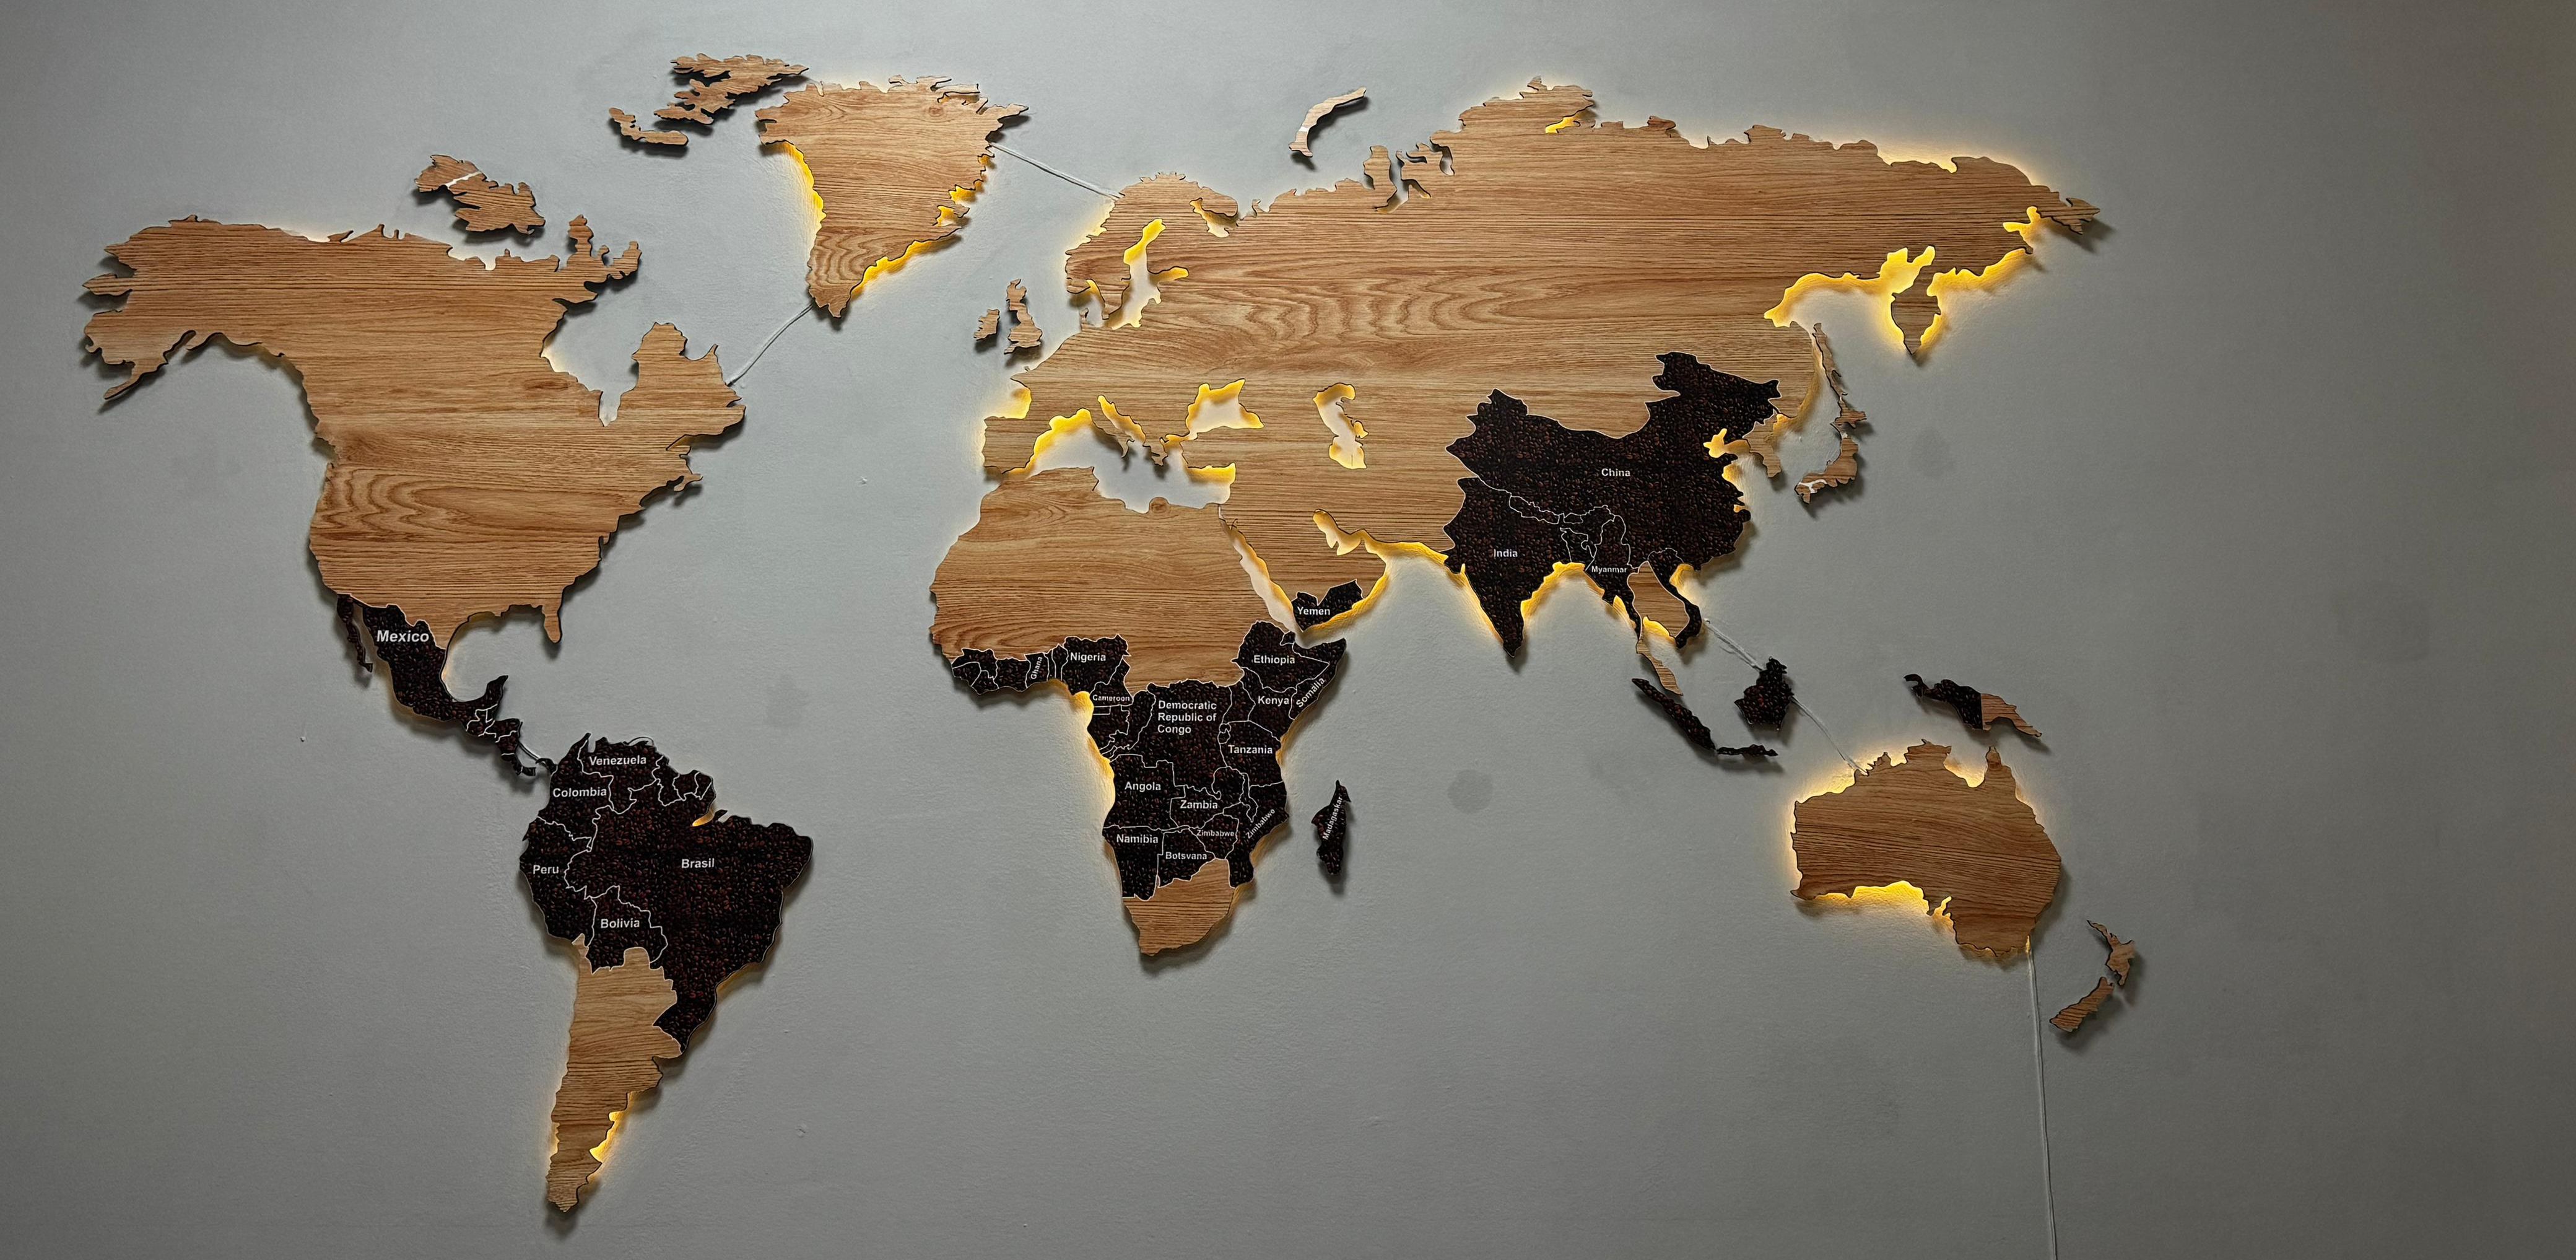 China
India
Myanmar
Yemen
Mexico
Ghana
Nigeria
Ethiopia
Cameroon
Kenya
Somalia
Democratic
Republic of
Congo
Tanzania
Venezuela
Colombia
Angola
Zambia
Zimbabwe
Zimbabwe
Madagaskar
Namibia
Botsvana
Brasil
Peru
Bolivia